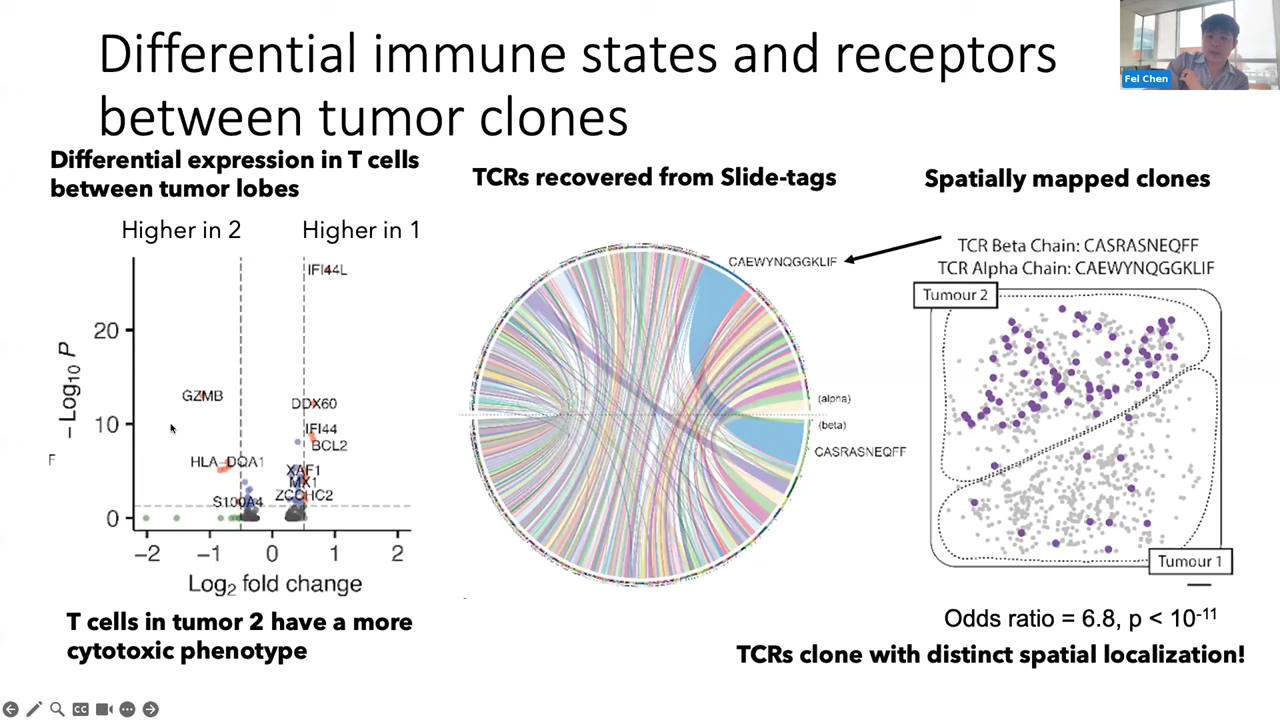 Differential immune states and receptors
between tumor clones
Fei Chen
Differential expression in T cells
between tumor lobes
Higher in 2
Higher in 1
IFI44L
GZMB
DDX60
IFI44
BCL2
HLA-DQA1
XAF1
MX1
S100A4
ZCCHC2
20
10
0
−Log10 P
−2
−1
0
1
2
Log2 fold change
F
T cells in tumor 2 have a more
cytotoxic phenotype
TCRs recovered from Slide-tags
CAEWYNQGGKLIF
(alpha)
(beta)
CASRASNEQFF
Spatially mapped clones
TCR Beta Chain: CASRASNEQFF
TCR Alpha Chain: CAEWYNQGGKLIF
Tumour 2
Tumour 1
Odds ratio = 6.8, p < 10-11
TCRs clone with distinct spatial localization!
CC